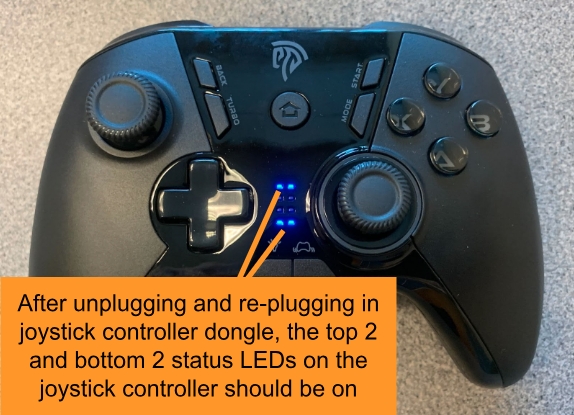 BACK
TURBO
START
MODE
Y
X
B
A
After unplugging and re-plugging in
joystick controller dongle, the top 2
and bottom 2 status LEDs on the
joystick controller should be on